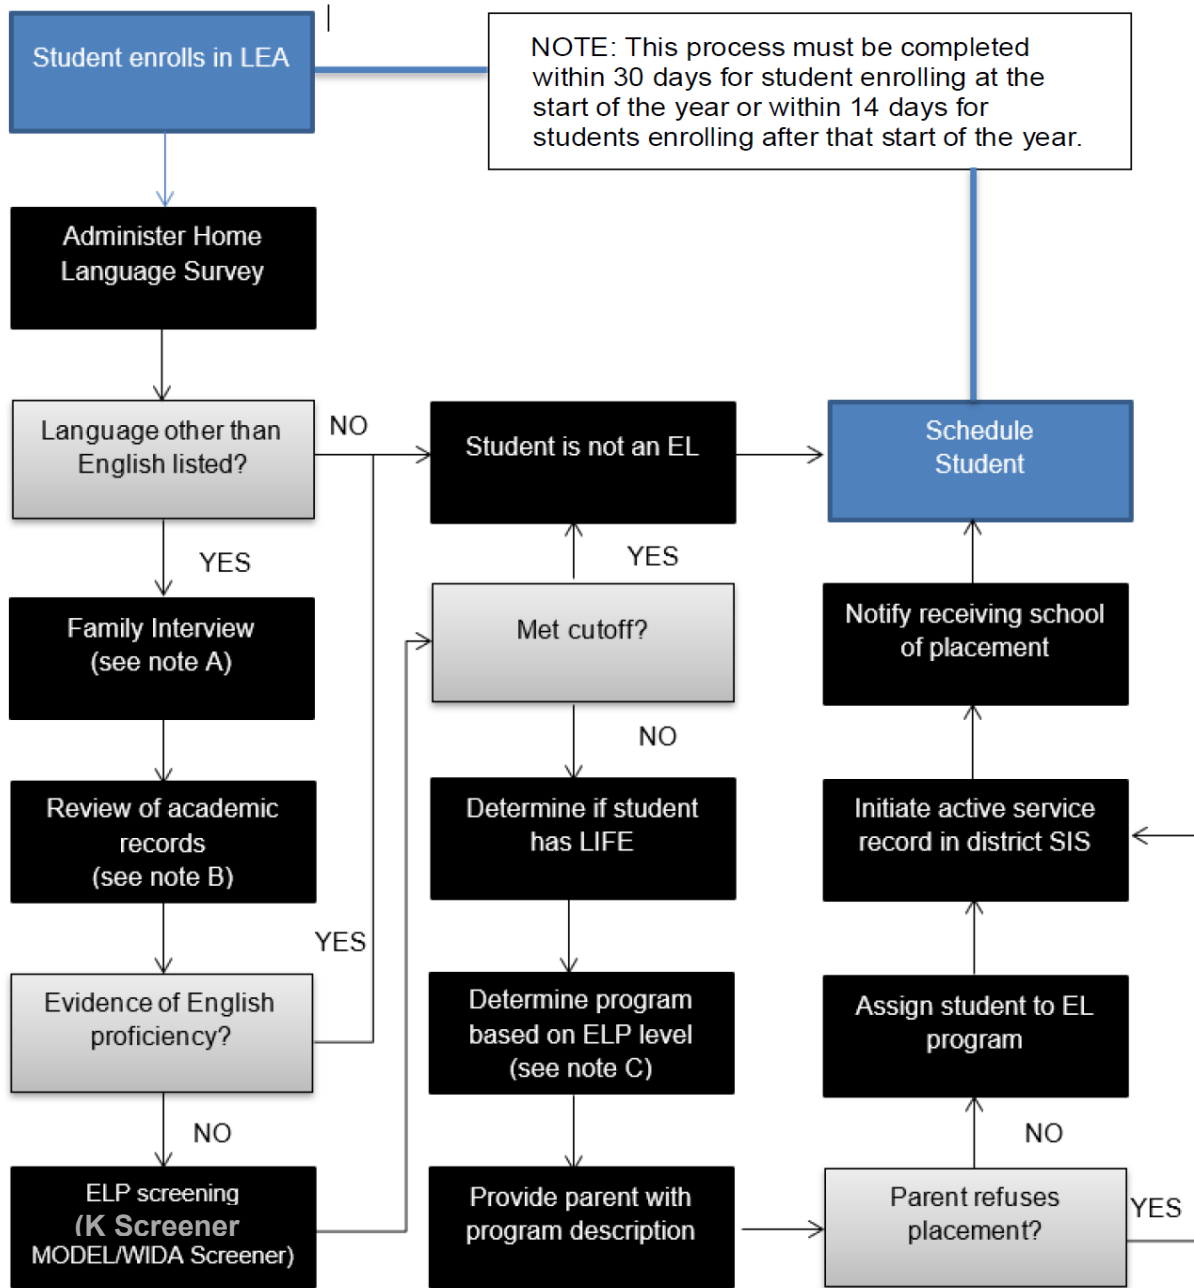 Student enrolls in LEA
NOTE: This process must be completed
within 30 days for student enrolling at the
start of the year or within 14 days for
students enrolling after that start of the year.
Administer Home
Language Survey
Language other than
English listed?
NO
Student is not an EL
Schedule
Student
YES
YES
Family Interview
(see note A)
Met cutoff?
Notify receiving school
of placement
NO
Review of academic
records
(see note B)
Determine if student
has LIFE
Initiate active service
record in district SIS
YES
Evidence of English
proficiency?
Determine program
based on ELP level
(see note C)
Assign student to EL
program
NO
NO
ELP screening
(K Screener
MODEL/WIDA Screener)
Provide parent with
program description
Parent refuses
placement?
YES